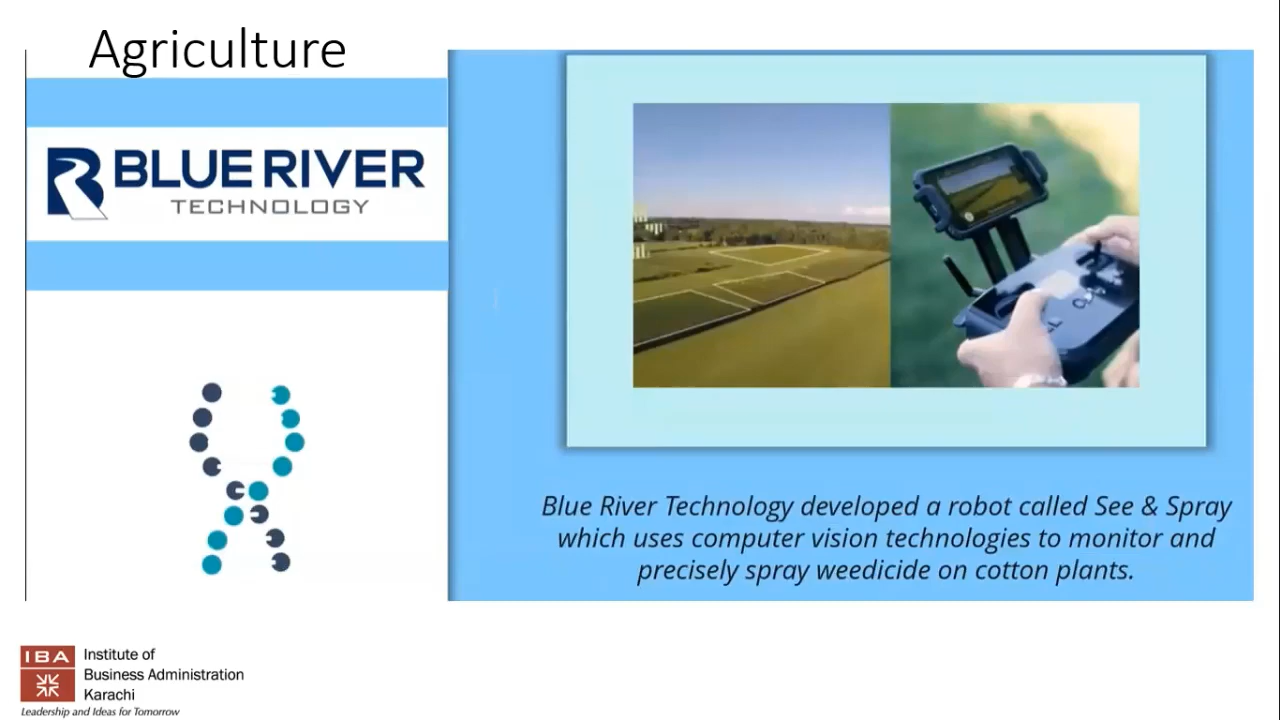 Agriculture
BLUE RIVER
TECHNOLOGY
Blue River Technology developed a robot called See & Spray
which uses computer vision technologies to monitor and
precisely spray weedicide on cotton plants.
IBA
Institute of
Business Administration
Karachi
Leadership and Ideas for Tomorrow